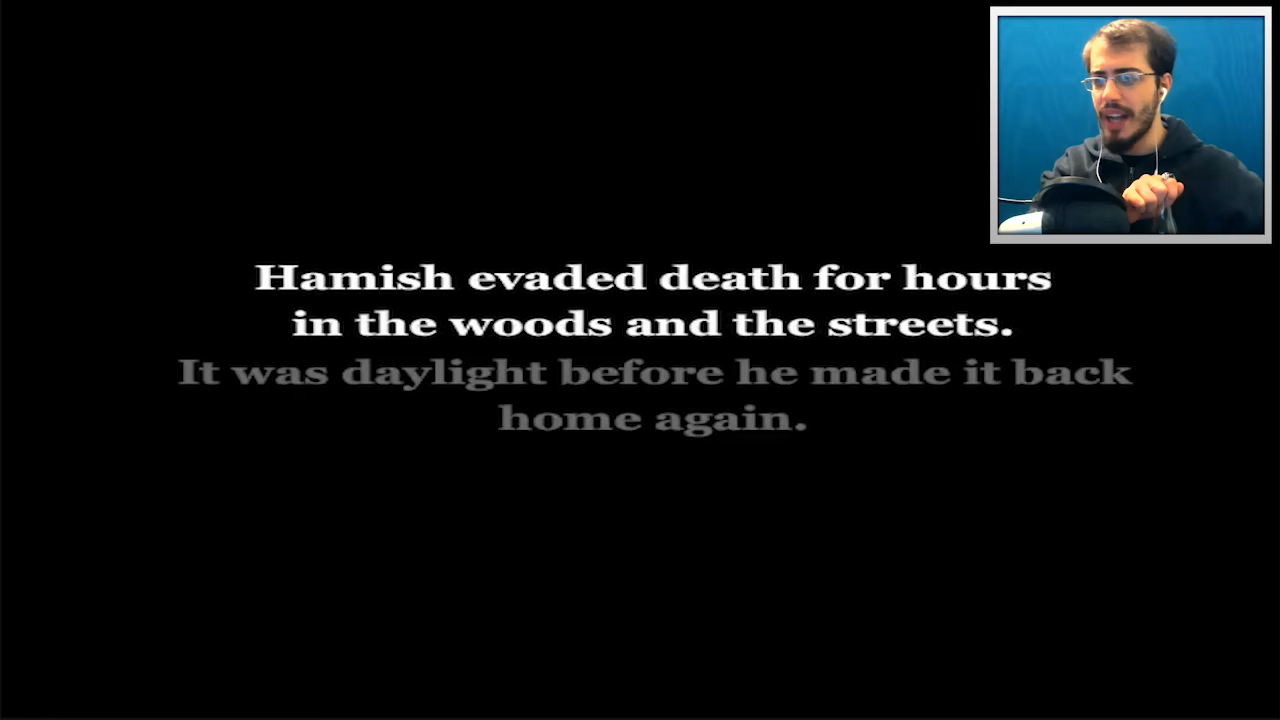 Hamish evaded death for hours
in the woods and the streets.
It was daylight before he made it back
home again.